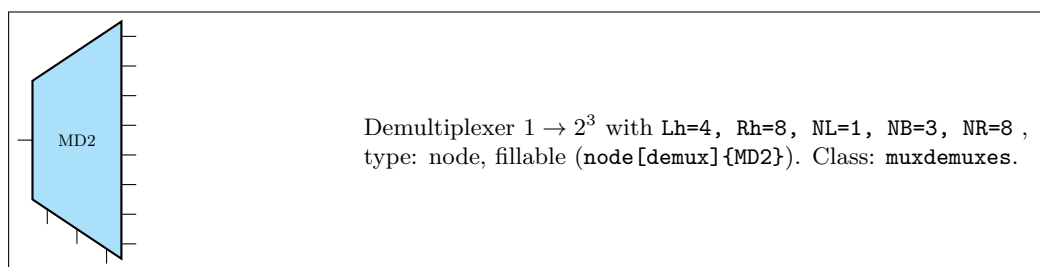 MD2
Demultiplexer 1 → 2³ with Lh=4, Rh=8, NL=1, NB=3, NR=8 ,
type: node, fillable (node[demux]{MD2}). Class: muxdemuxes.